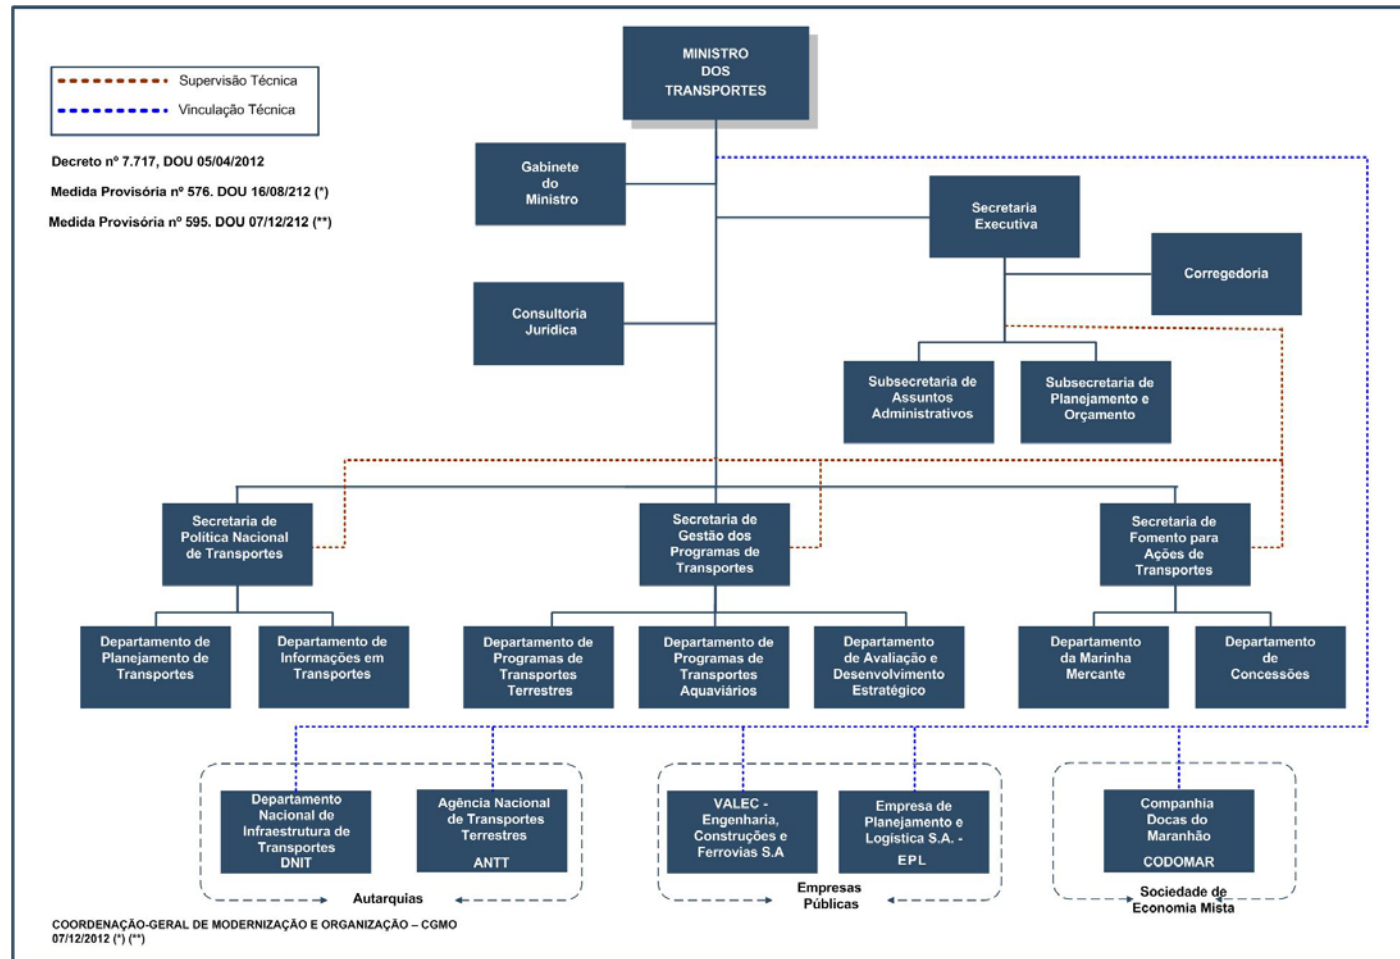 MINISTRO
DOS
TRANSPORTES
Supervisão Técnica
Vinculação Técnica
Decreto nº 7.717, DOU 05/04/2012
Medida Provisória nº 576. DOU 16/08/212 (*)
Medida Provisória nº 595. DOU 07/12/212 (**)
Gabinete
do
Ministro
Secretaria
Executiva
Corregedoria
Consultoria
Jurídica
Subsecretaria de
Assuntos
Administrativos
Subsecretaria de
Planejamento e
Orçamento
Secretaria de
Política Nacional
de Transportes
Secretaria de
Gestão dos
Programas de
Transportes
Secretaria de
Fomento para
Ações de
Transportes
Departamento de
Planejamento de
Transportes
Departamento de
Informações em
Transportes
Departamento de
Programas de
Transportes
Terrestres
Departamento de
Programas de
Transportes
Aquaviários
Departamento
de Avaliação e
Desenvolvimento
Estratégico
Departamento
da Marinha
Mercante
Departamento
de
Concessões
Departamento
Nacional de
Infraestrutura de
Transportes
DNIT
Agência Nacional
de Transportes
Terrestres
ANTT
VALEC -
Engenharia,
Construções e
Ferrovias S.A
Empresa de
Planejamento e
Logística S.A. -
EPL
Companhia
Docas do
Maranhão
CODOMAR
Autarquias
Empresas
Públicas
Sociedade de
Economia Mista
COORDENAÇÃO-GERAL DE MODERNIZAÇÃO E ORGANIZAÇÃO – CGMO
07/12/2012 (*) (**)